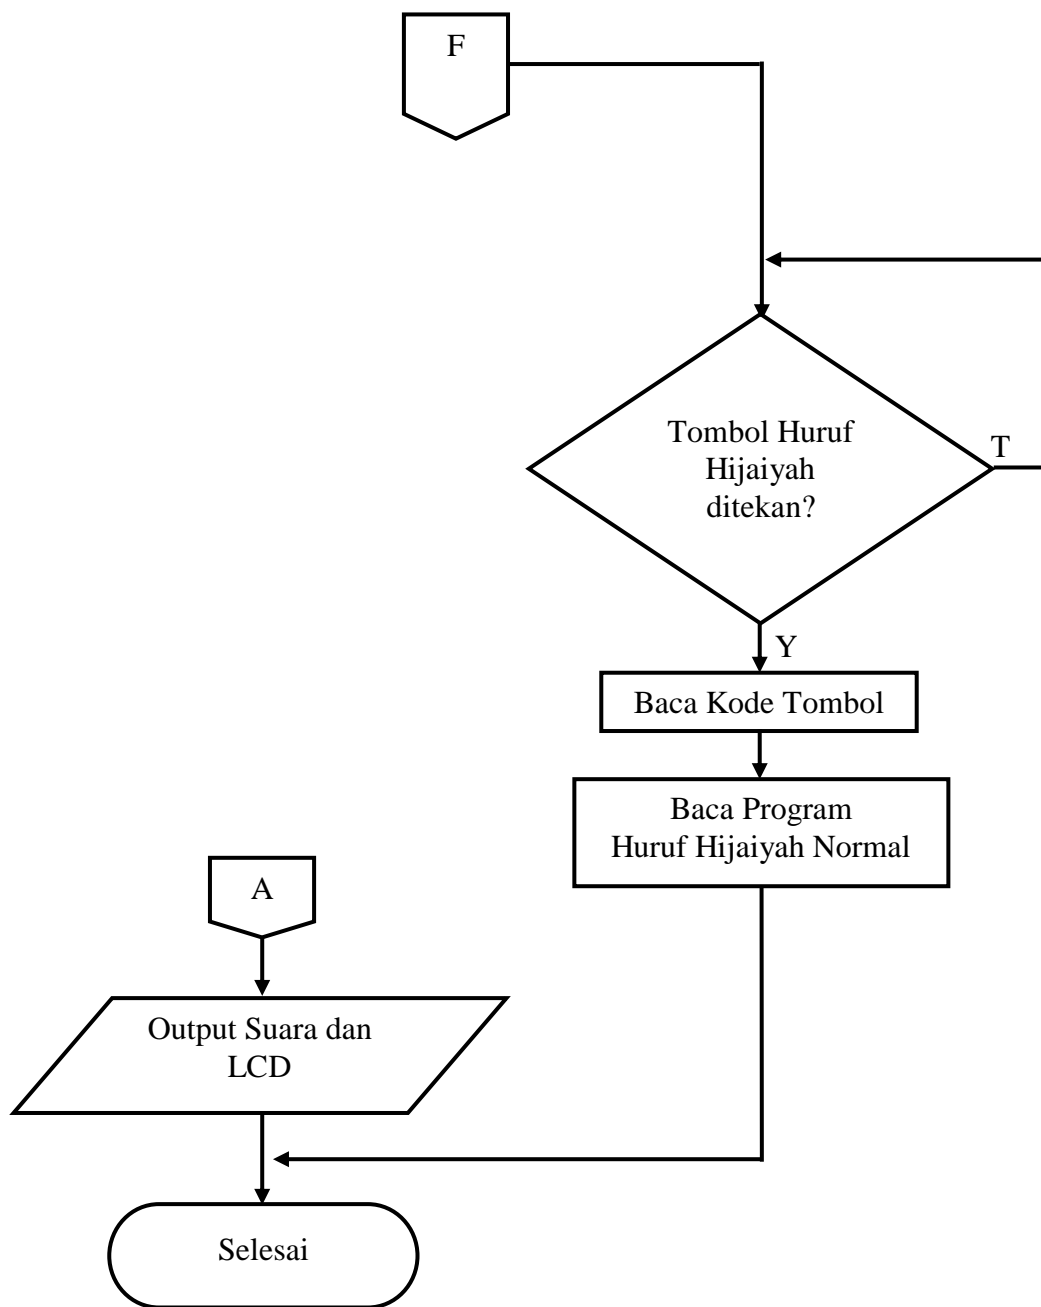 F
Tombol Huruf
Hijaiyah
ditekan?
T
Y
Baca Kode Tombol
Baca Program
Huruf Hijaiyah Normal
A
Output Suara dan
LCD
Selesai